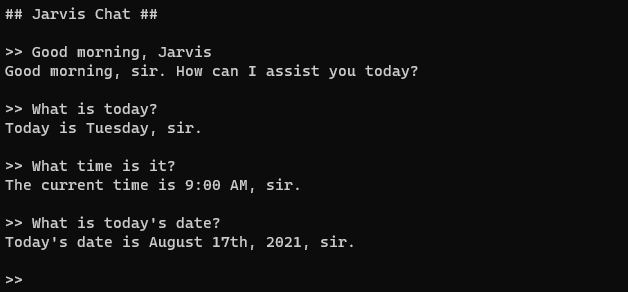 ## Jarvis Chat ##
>> Good morning, Jarvis
Good morning, sir. How can I assist you today?
>> What is today?
Today is Tuesday, sir.
>> What time is it?
The current time is 9:00 AM, sir.
>> What is today's date?
Today's date is August 17th, 2021, sir.
>>